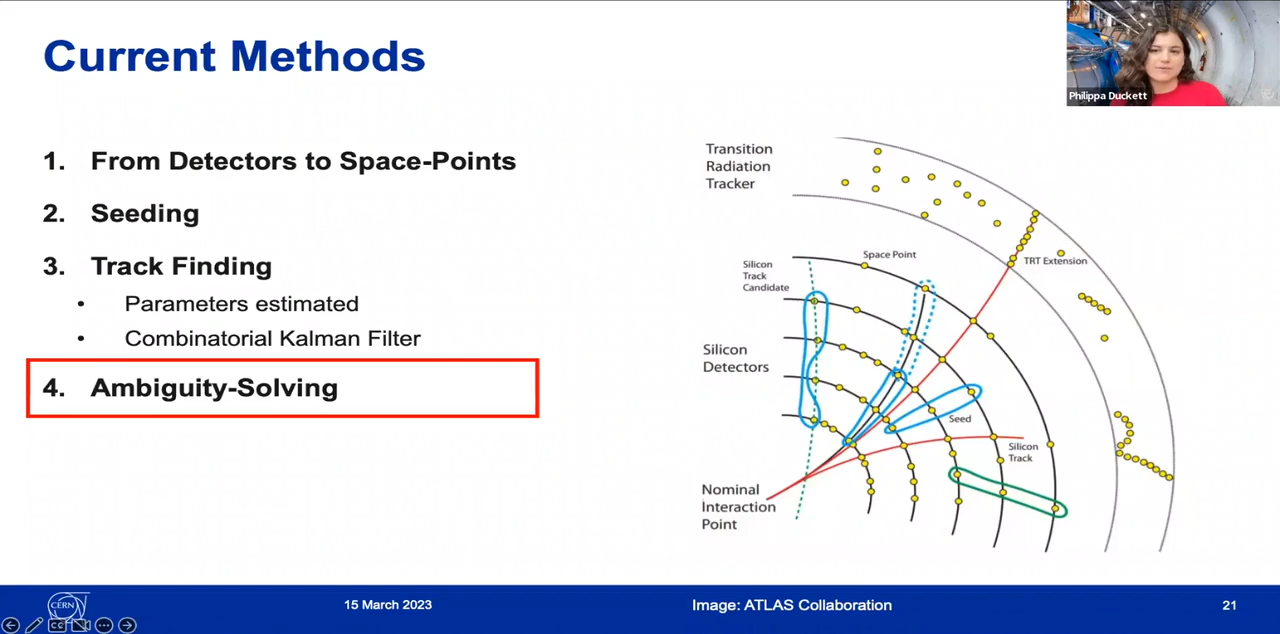 Current Methods
Philippa Duckett
1. From Detectors to Space-Points
2. Seeding
3. Track Finding
• Parameters estimated
• Combinatorial Kalman Filter
4. Ambiguity-Solving
Transition
Radiation
Tracker
Space Point
TRT Extension
Silicon
Track
Candidate
Silicon
Detectors
Seed
Silicon
Track
Nominal
Interaction
Point
CERN
15 March 2023
Image: ATLAS Collaboration
21
CC